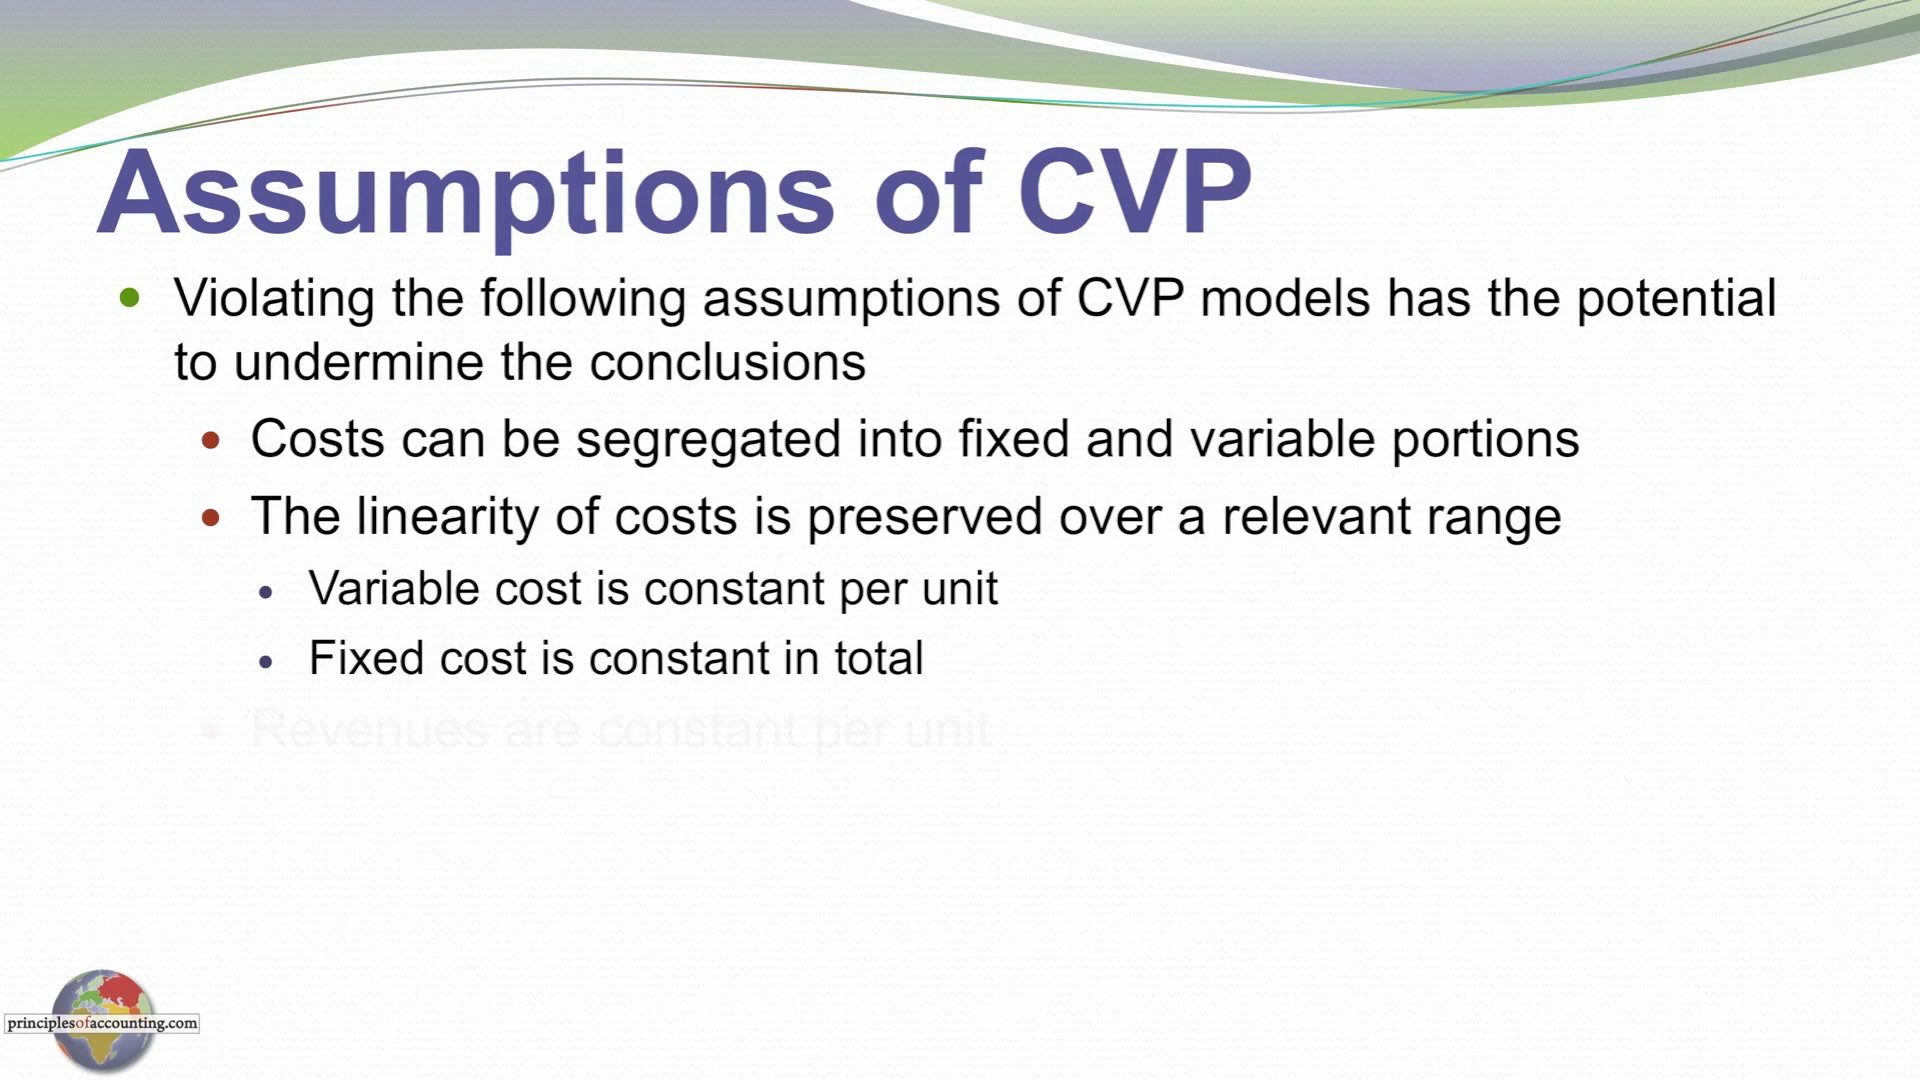 Assumptions of CVP
Violating the following assumptions of CVP models has the potential
to undermine the conclusions
Costs can be segregated into fixed and variable portions
The linearity of costs is preserved over a relevant range
Variable cost is constant per unit
Fixed cost is constant in total
Revenues are constant per unit
principlesofaccounting.com